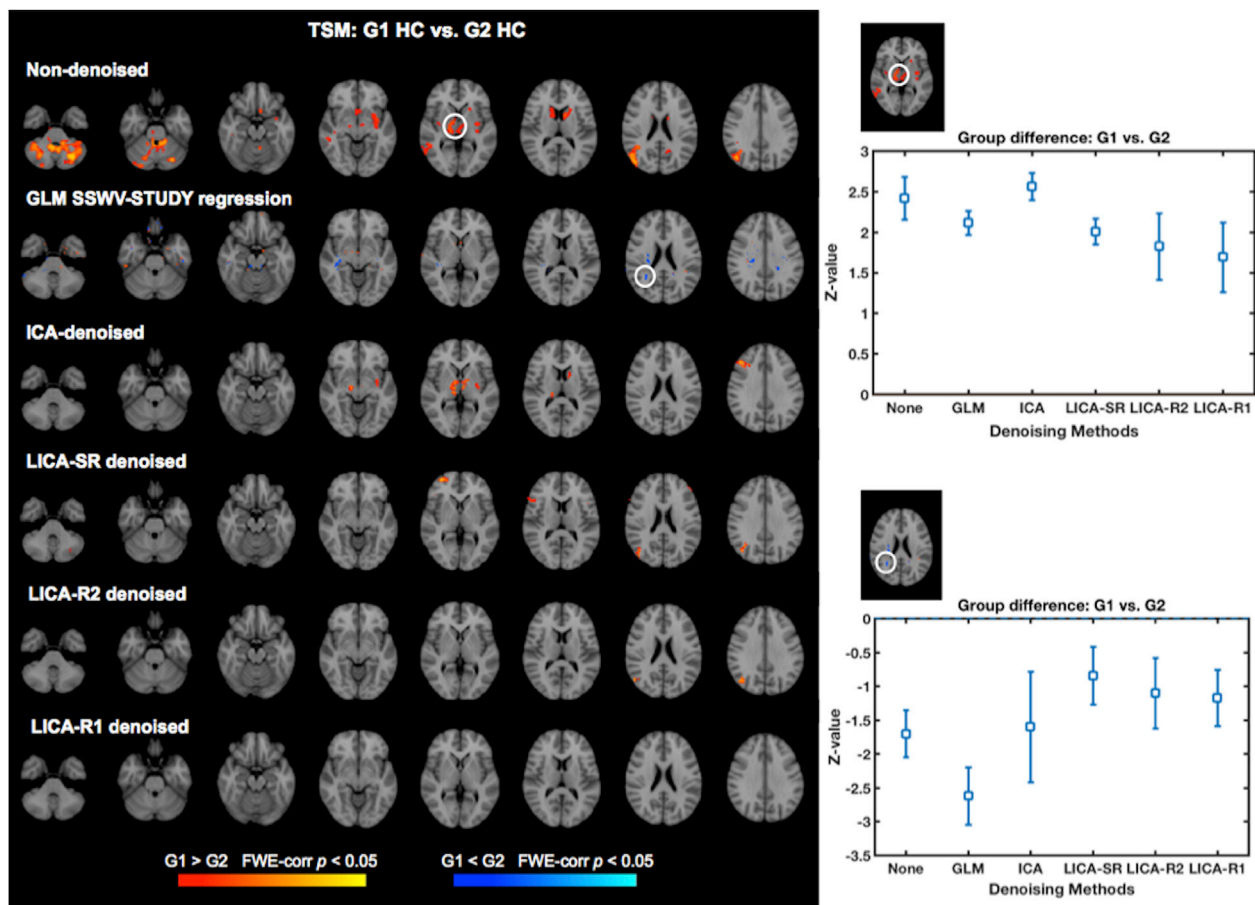 TSM: G1 HC vs. G2 HC
Non-denoised
GLM SSWV-STUDY regression
ICA-denoised
LICA-SR denoised
LICA-R2 denoised
LICA-R1 denoised
G1 > G2 FWE-corr p < 0.05
G1 < G2 FWE-corr p < 0.05
Group difference: G1 vs. G2
Z-value
2.5
2
1.5
1
0.5
0
None GLM ICA LICA-SR LICA-R2 LICA-R1
Denoising Methods
Group difference: G1 vs. G2
Z-value
0
-0.5
-1
-1.5
-2
-2.5
-3
-3.5
None GLM ICA LICA-SR LICA-R2 LICA-R1
Denoising Methods